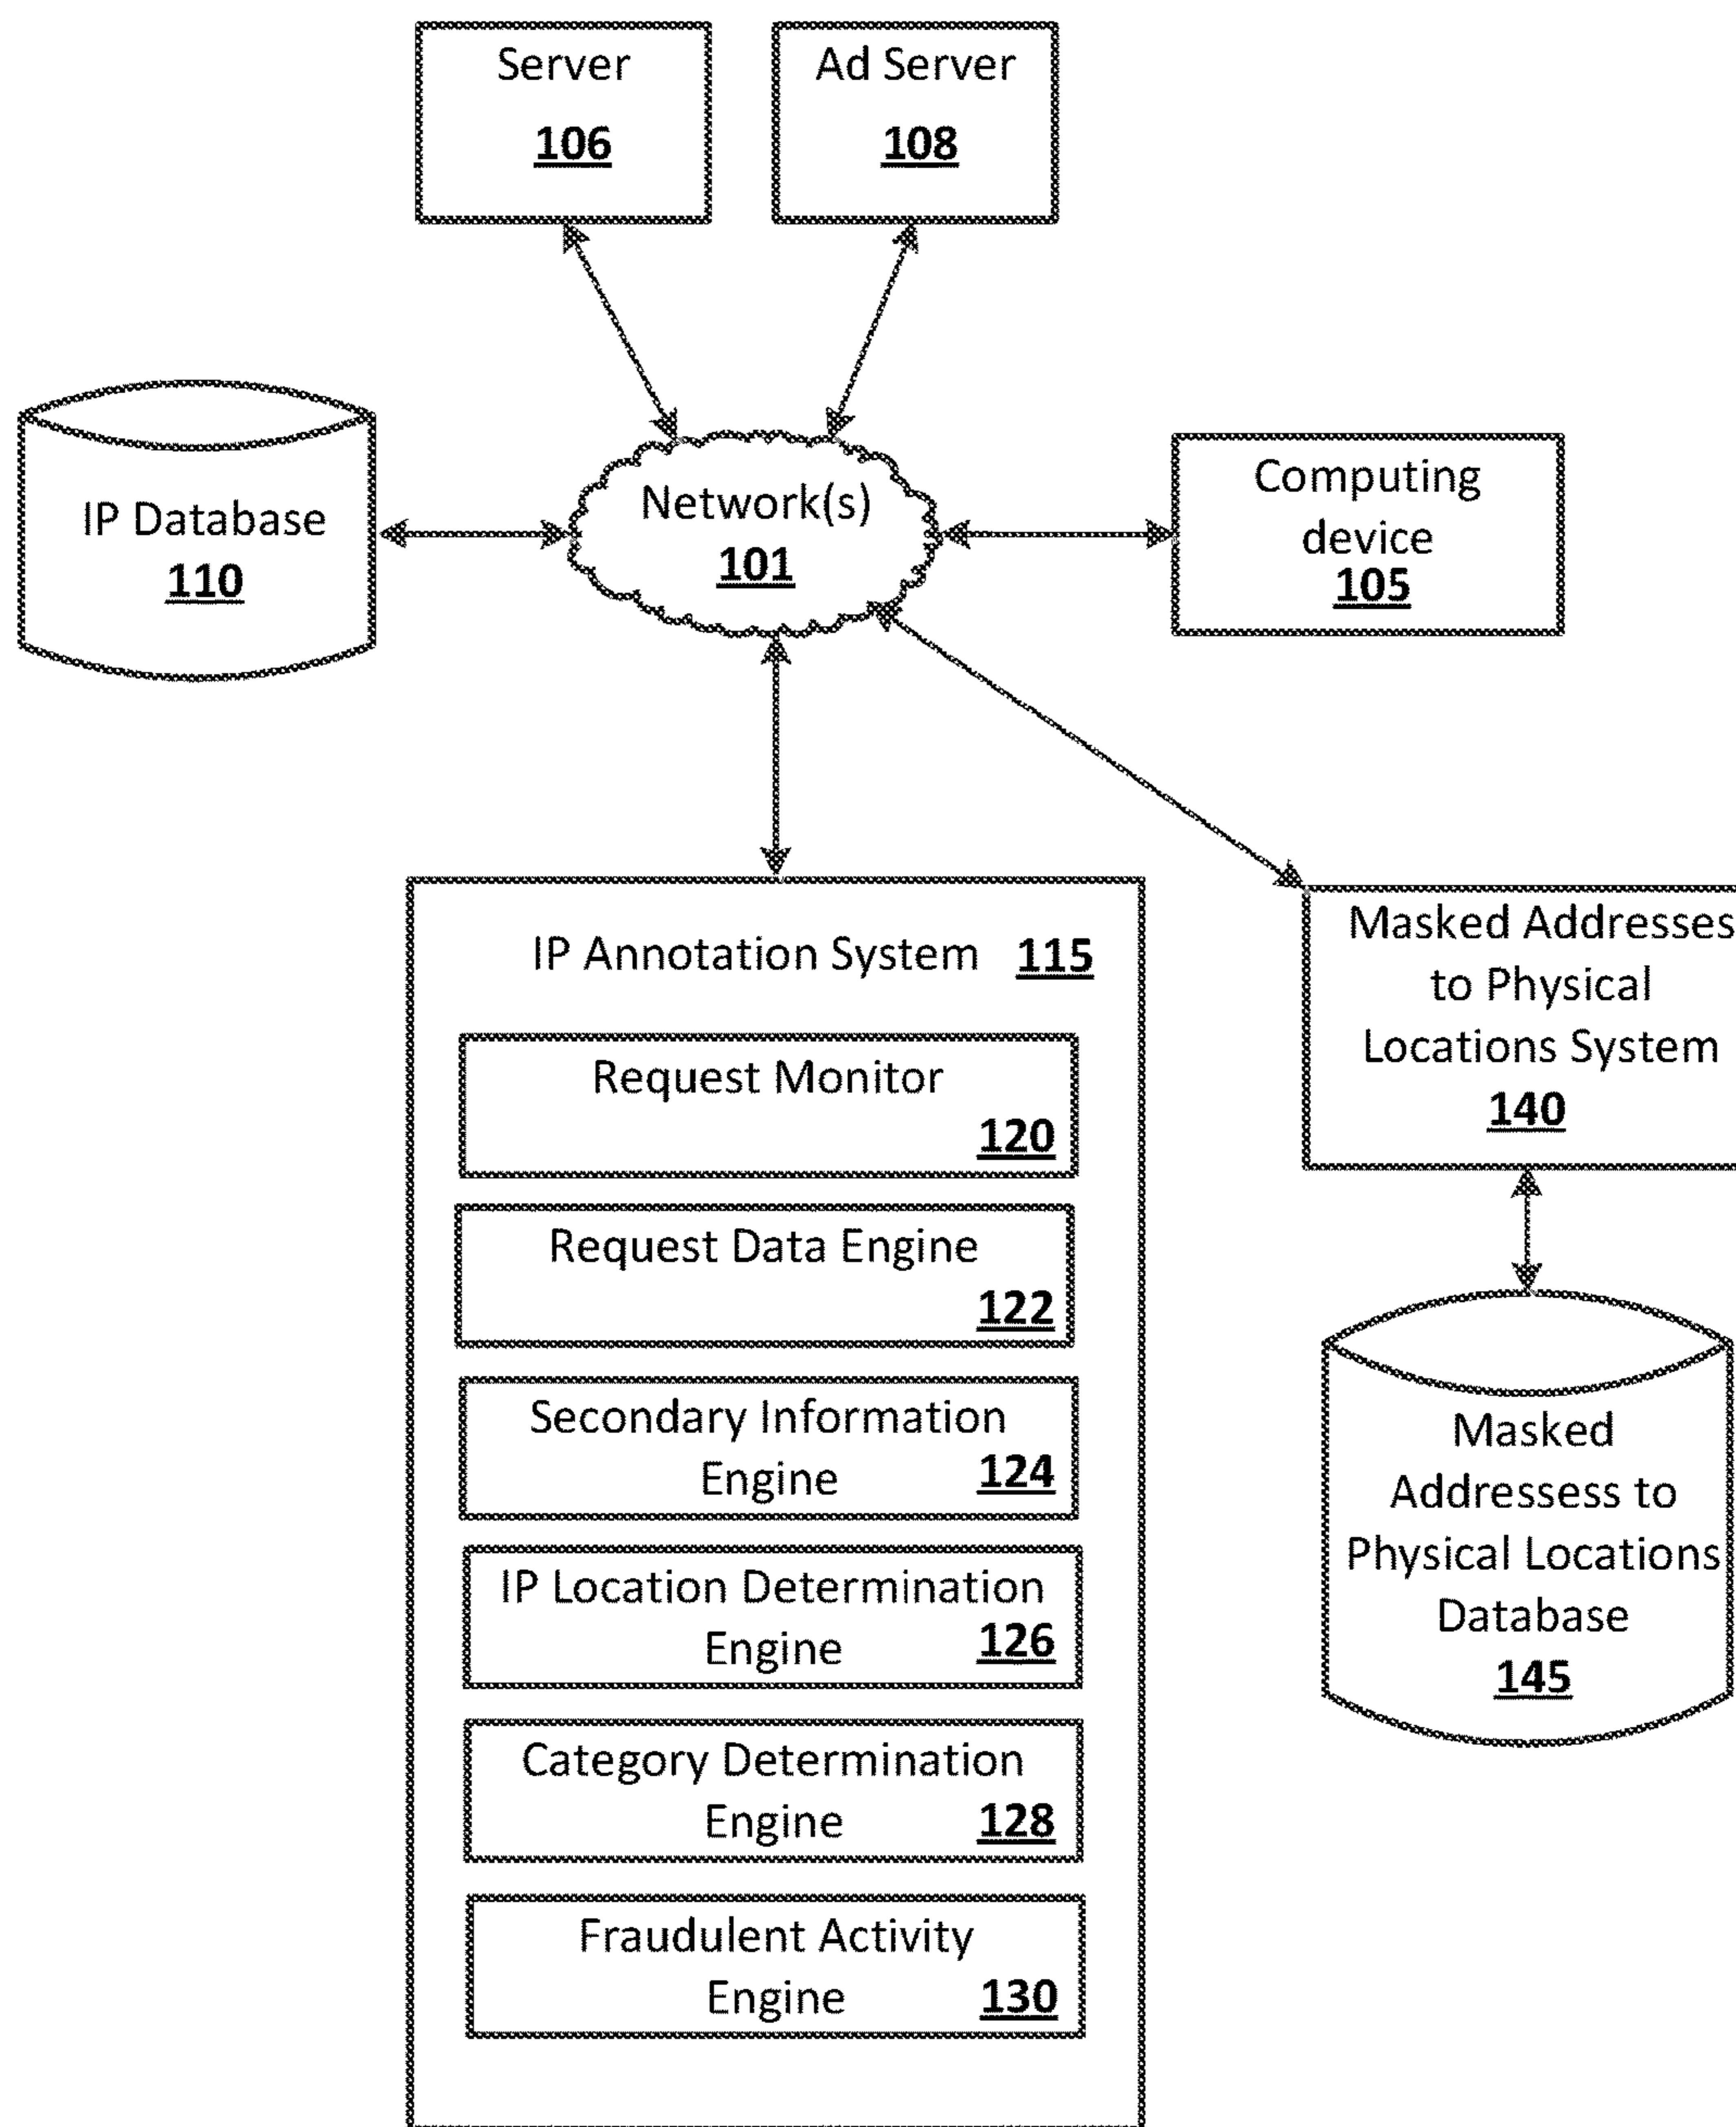 Server
106
Ad Server
108
IP Database
110
Network(s)
101
Computing
device
105
IP Annotation System 115
Request Monitor
120
Request Data Engine
122
Secondary Information
Engine 124
IP Location Determination
Engine 126
Category Determination
Engine 128
Fraudulent Activity
Engine 130
Masked Addresses
to Physical
Locations System
140
Masked
Addressess to
Physical Locations
Database
145